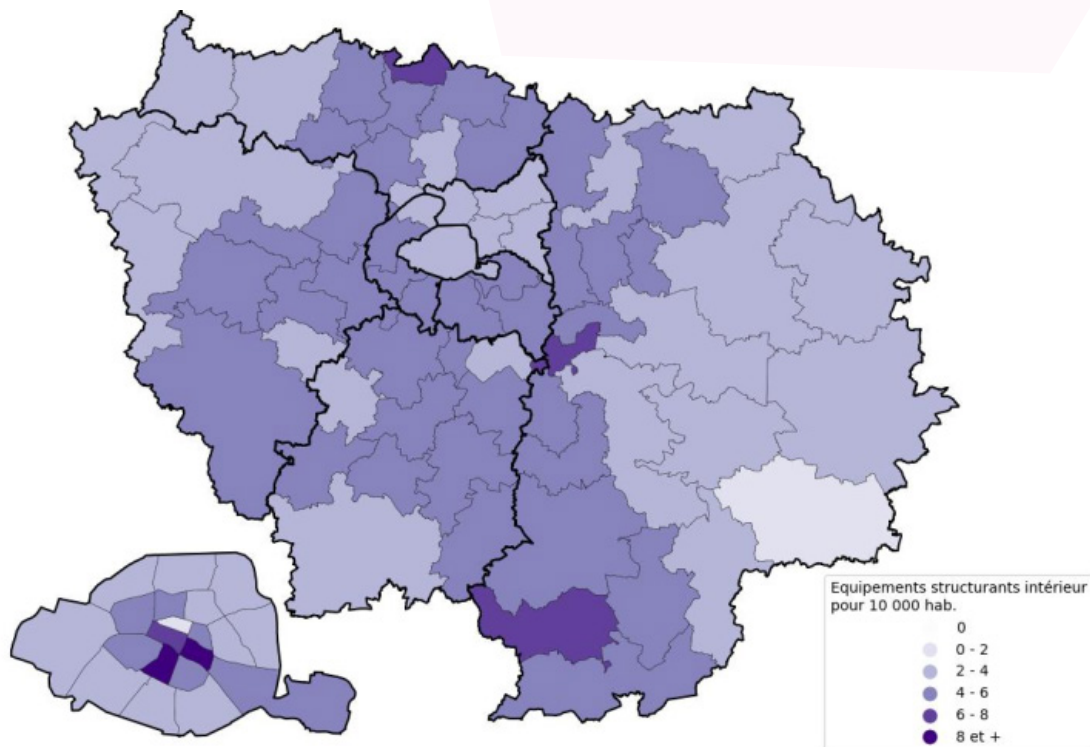 Equipements structurants intérieur
pour 10 000 hab.
0
0 - 2
2 - 4
4 - 6
6 - 8
8 et +